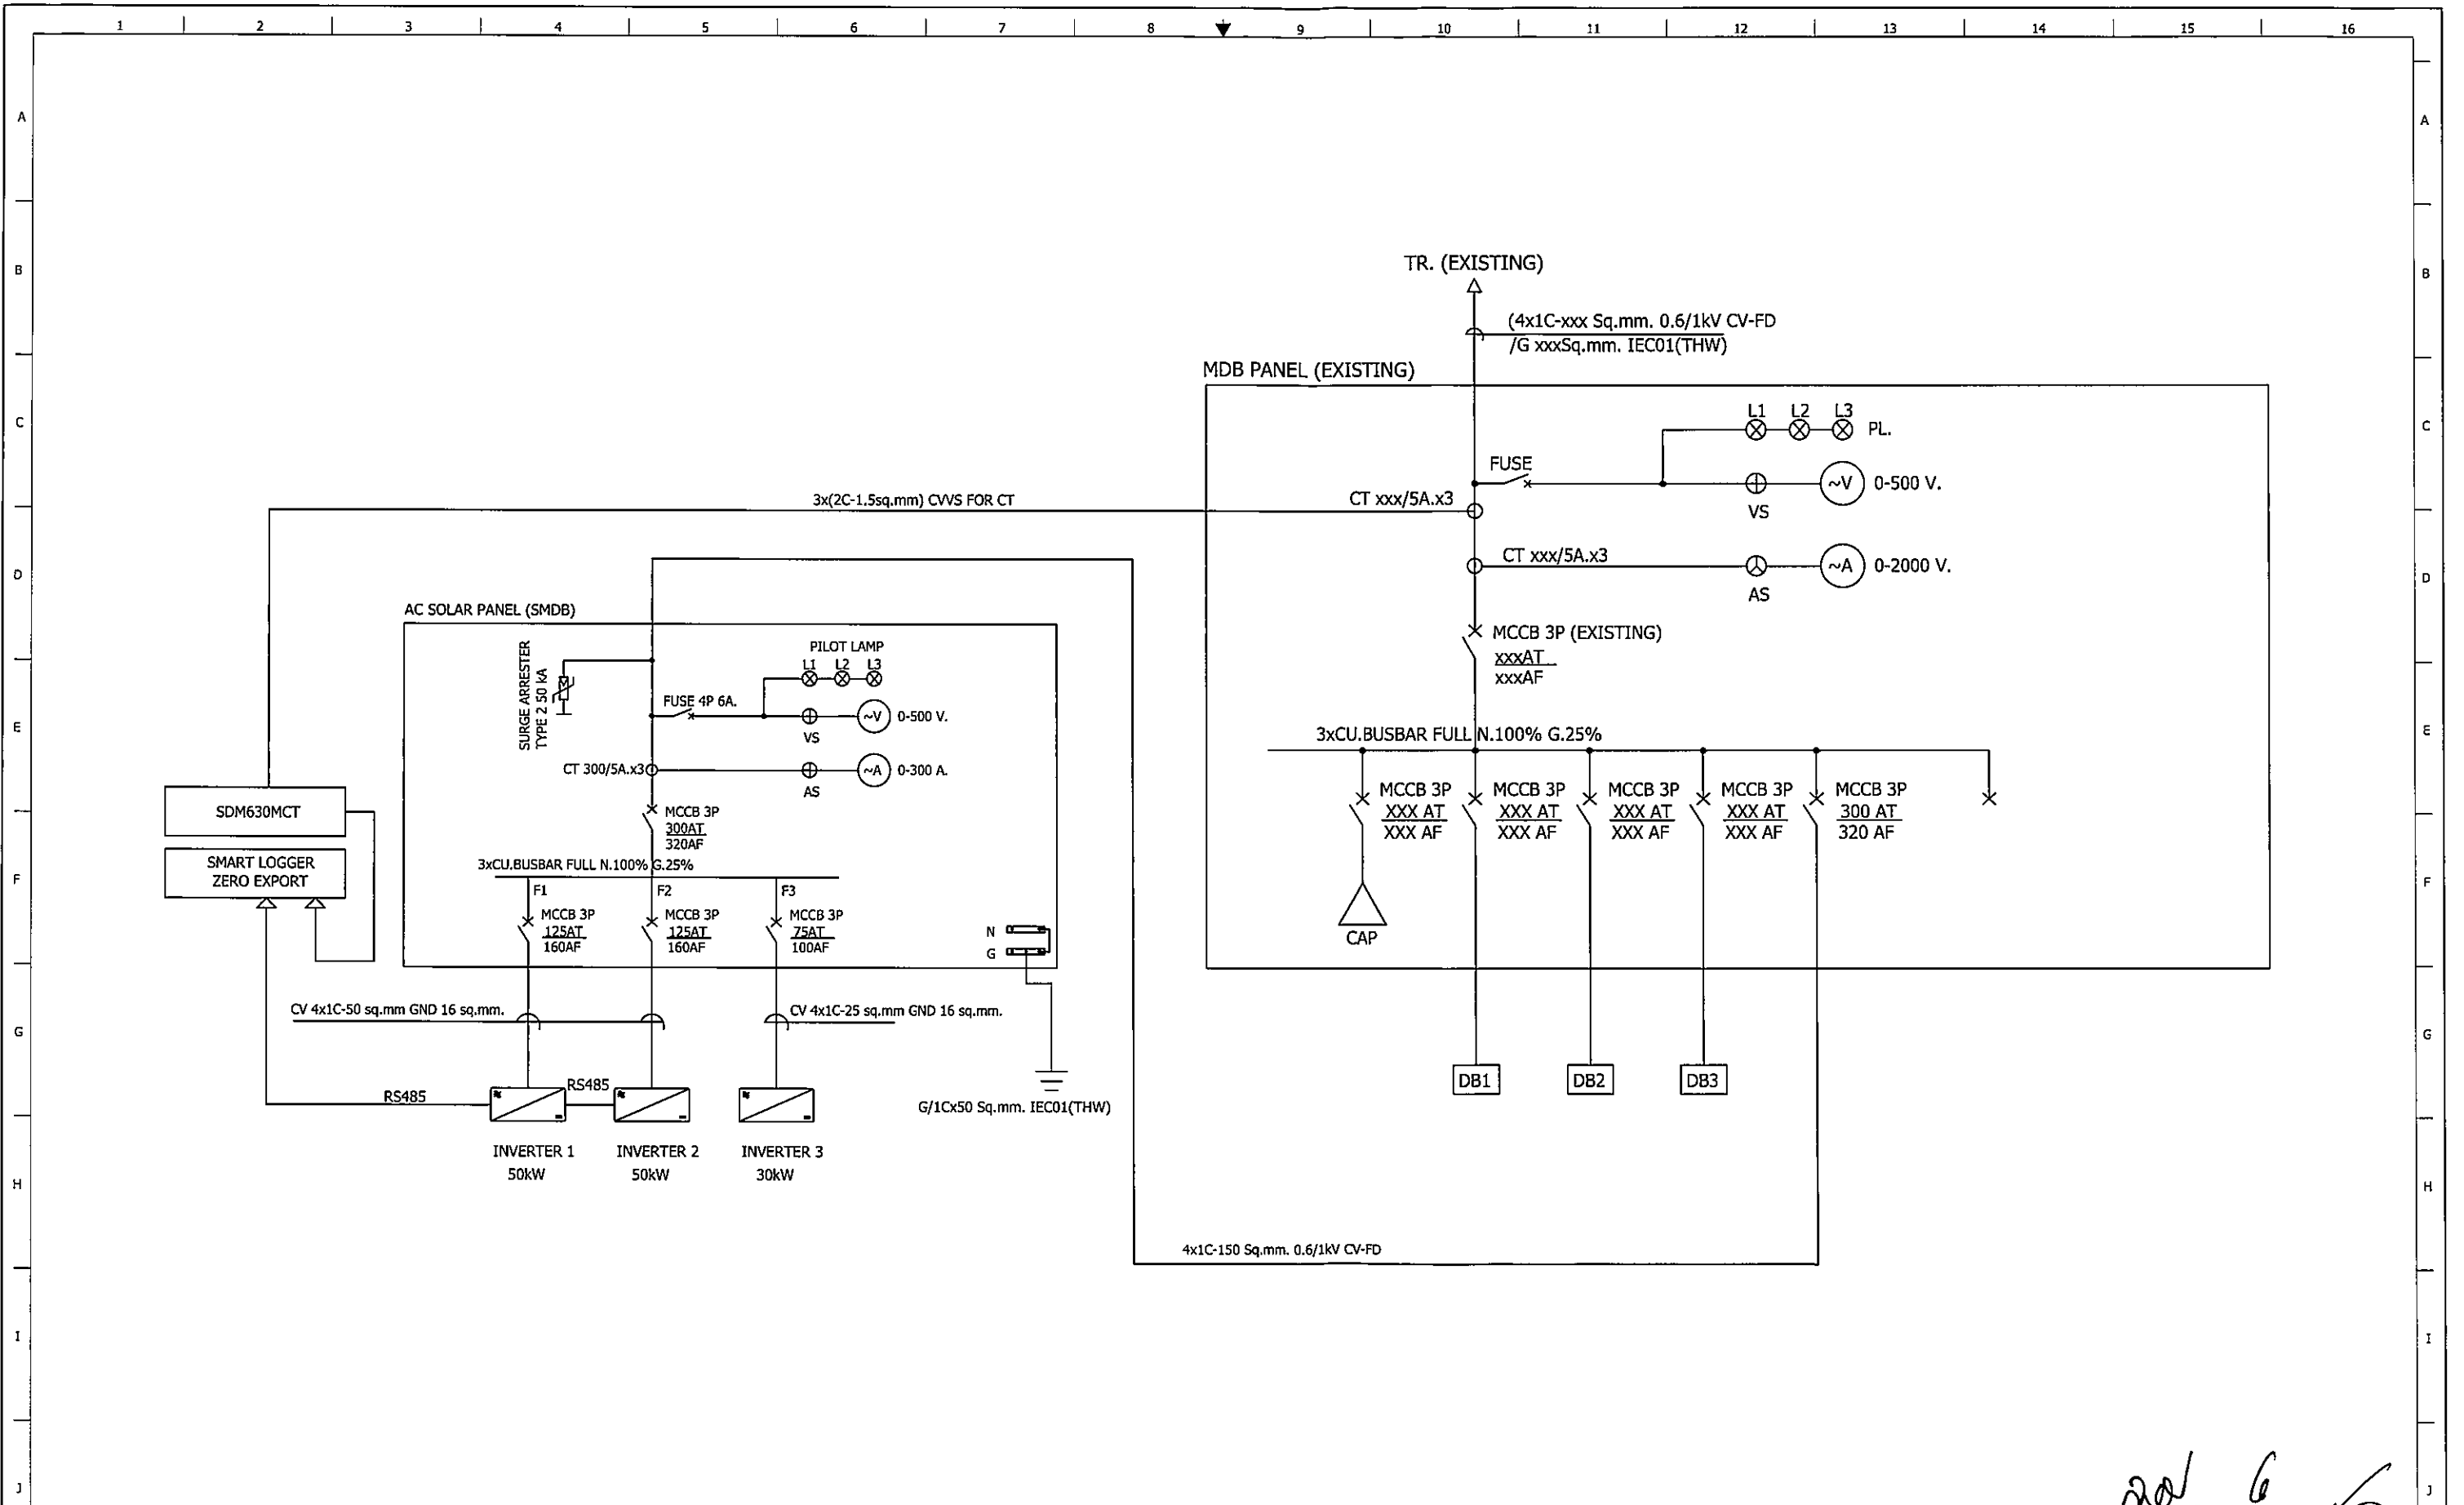 1 2 3 4 5 6 7 8 9 10 11 12 13 14 15 16
A A
B B
C C
D D
E E
F F
G G
H H
I I
J J
TR. (EXISTING)
(4x1C-xxx Sq.mm. 0.6/1kV CV-FD
/G xxxSq.mm. IEC01(THW)
MDB PANEL (EXISTING)
L1 L2 L3
PL.
FUSE
~V 0-500 V.
VS
CT xxx/5A.x3
3x(2C-1.5sq.mm) CVVS FOR CT
CT xxx/5A.x3
~A 0-2000 V.
AS
MCCB 3P (EXISTING)
xxxAT
xxxAF
3xCU.BUSBAR FULL N.100% G.25%
MCCB 3P
XXX AT
XXX AF
MCCB 3P
XXX AT
XXX AF
MCCB 3P
XXX AT
XXX AF
MCCB 3P
XXX AT
XXX AF
MCCB 3P
300 AT
320 AF
CAP
DB1
DB2
DB3
4x1C-150 Sq.mm. 0.6/1kV CV-FD
AC SOLAR PANEL (SMDB)
SURGE ARRESTER
TYPE 2 50 kA
PILOT LAMP
L1 L2 L3
FUSE 4P 6A.
~V 0-500 V.
VS
CT 300/5A.x3
~A 0-300 A.
AS
MCCB 3P
300AT
320AF
3xCU.BUSBAR FULL N.100% G.25%
F1
MCCB 3P
125AT
160AF
F2
MCCB 3P
125AT
160AF
F3
MCCB 3P
75AT
100AF
N
G
SDM630MCT
SMART LOGGER
ZERO EXPORT
CV 4x1C-50 sq.mm GND 16 sq.mm.
CV 4x1C-25 sq.mm GND 16 sq.mm.
RS485
RS485
G/1Cx50 Sq.mm. IEC01(THW)
INVERTER 1
50kW
INVERTER 2
50kW
INVERTER 3
30kW